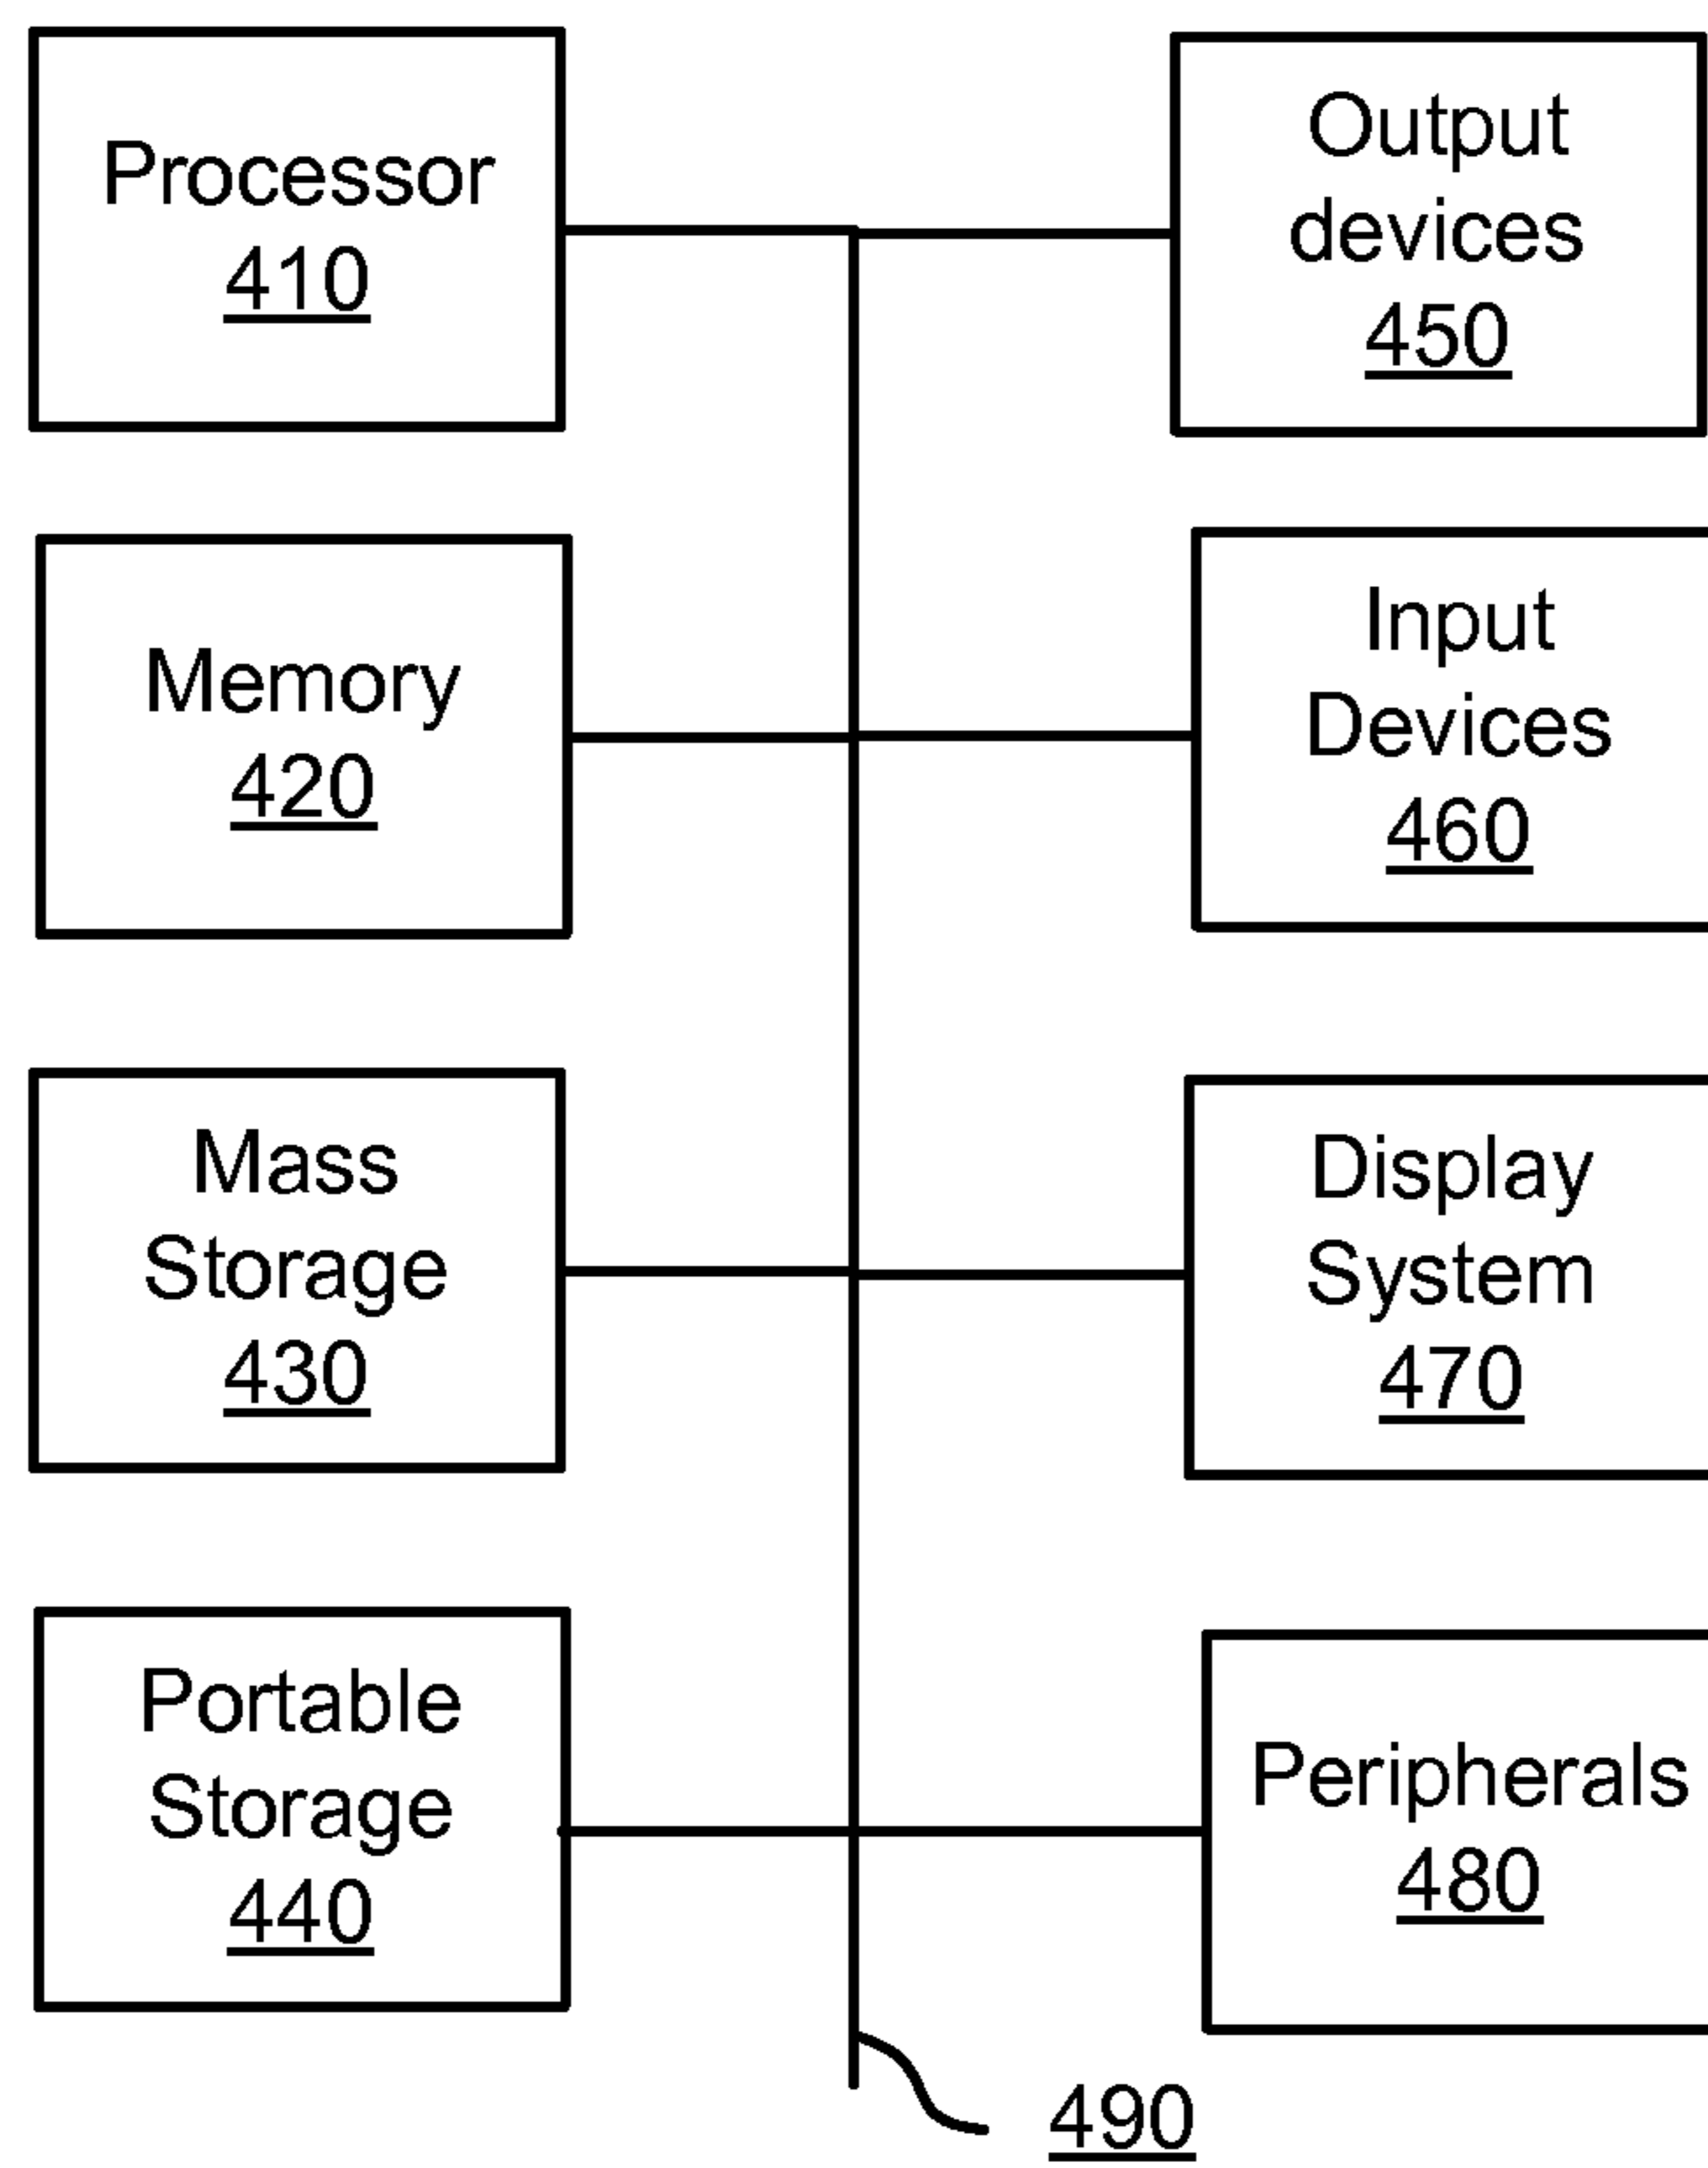 Processor
410
Output
devices
450
Memory
420
Input
Devices
460
Mass
Storage
430
Display
System
470
Portable
Storage
440
Peripherals
480
490